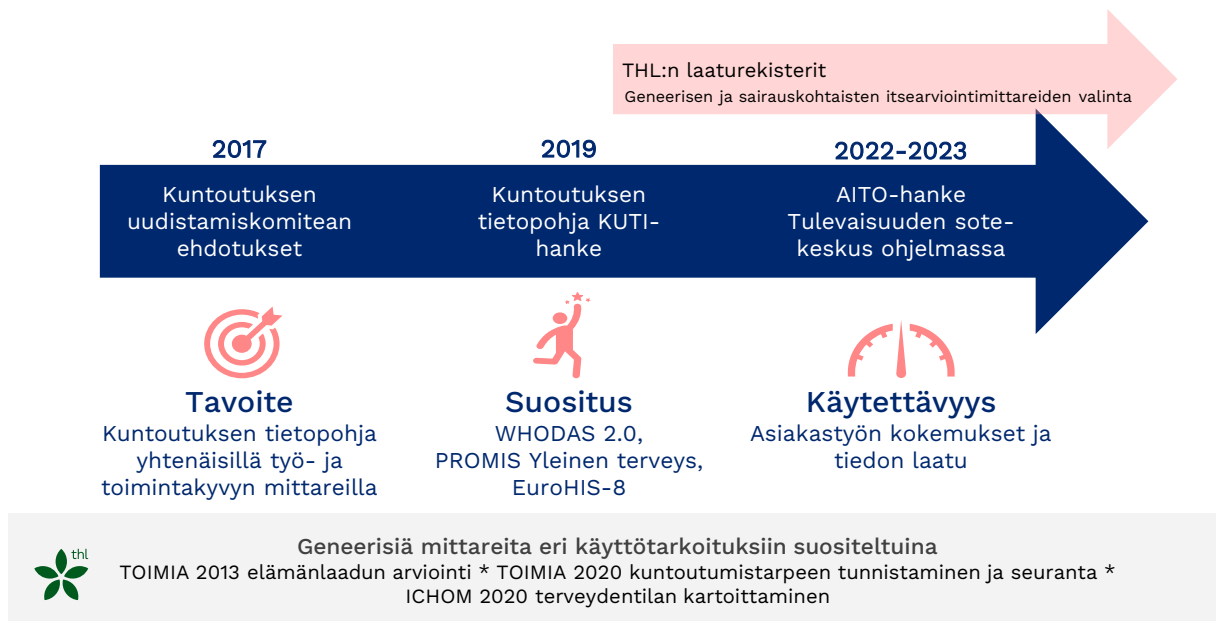 THL:n laaturekisterit
Geneerisen ja sairauskohtaisten itsearviointimittareiden valinta
2017
Kuntoutuksen
uudistamiskomitean
ehdotukset
2019
Kuntoutuksen
tietopohja KUTI-
hanke
2022-2023
AITO-hanke
Tulevaisuuden sote-
keskus ohjelmassa
Tavoite
Kuntoutuksen tietopohja
yhtenäisillä työ- ja
toimintakyvyn mittareilla
Suositus
WHODAS 2.0,
PROMIS Yleinen terveys,
EuroHIS-8
Käytettävyys
Asiakastyön kokemukset ja
tiedon laatu
thl
Geneerisiä mittareita eri käyttötarkoituksiin suositeltuina
TOIMIA 2013 elämänlaadun arviointi * TOIMIA 2020 kuntoutumistarpeen tunnistaminen ja seuranta *
ICHOM 2020 terveydentilan kartoittaminen